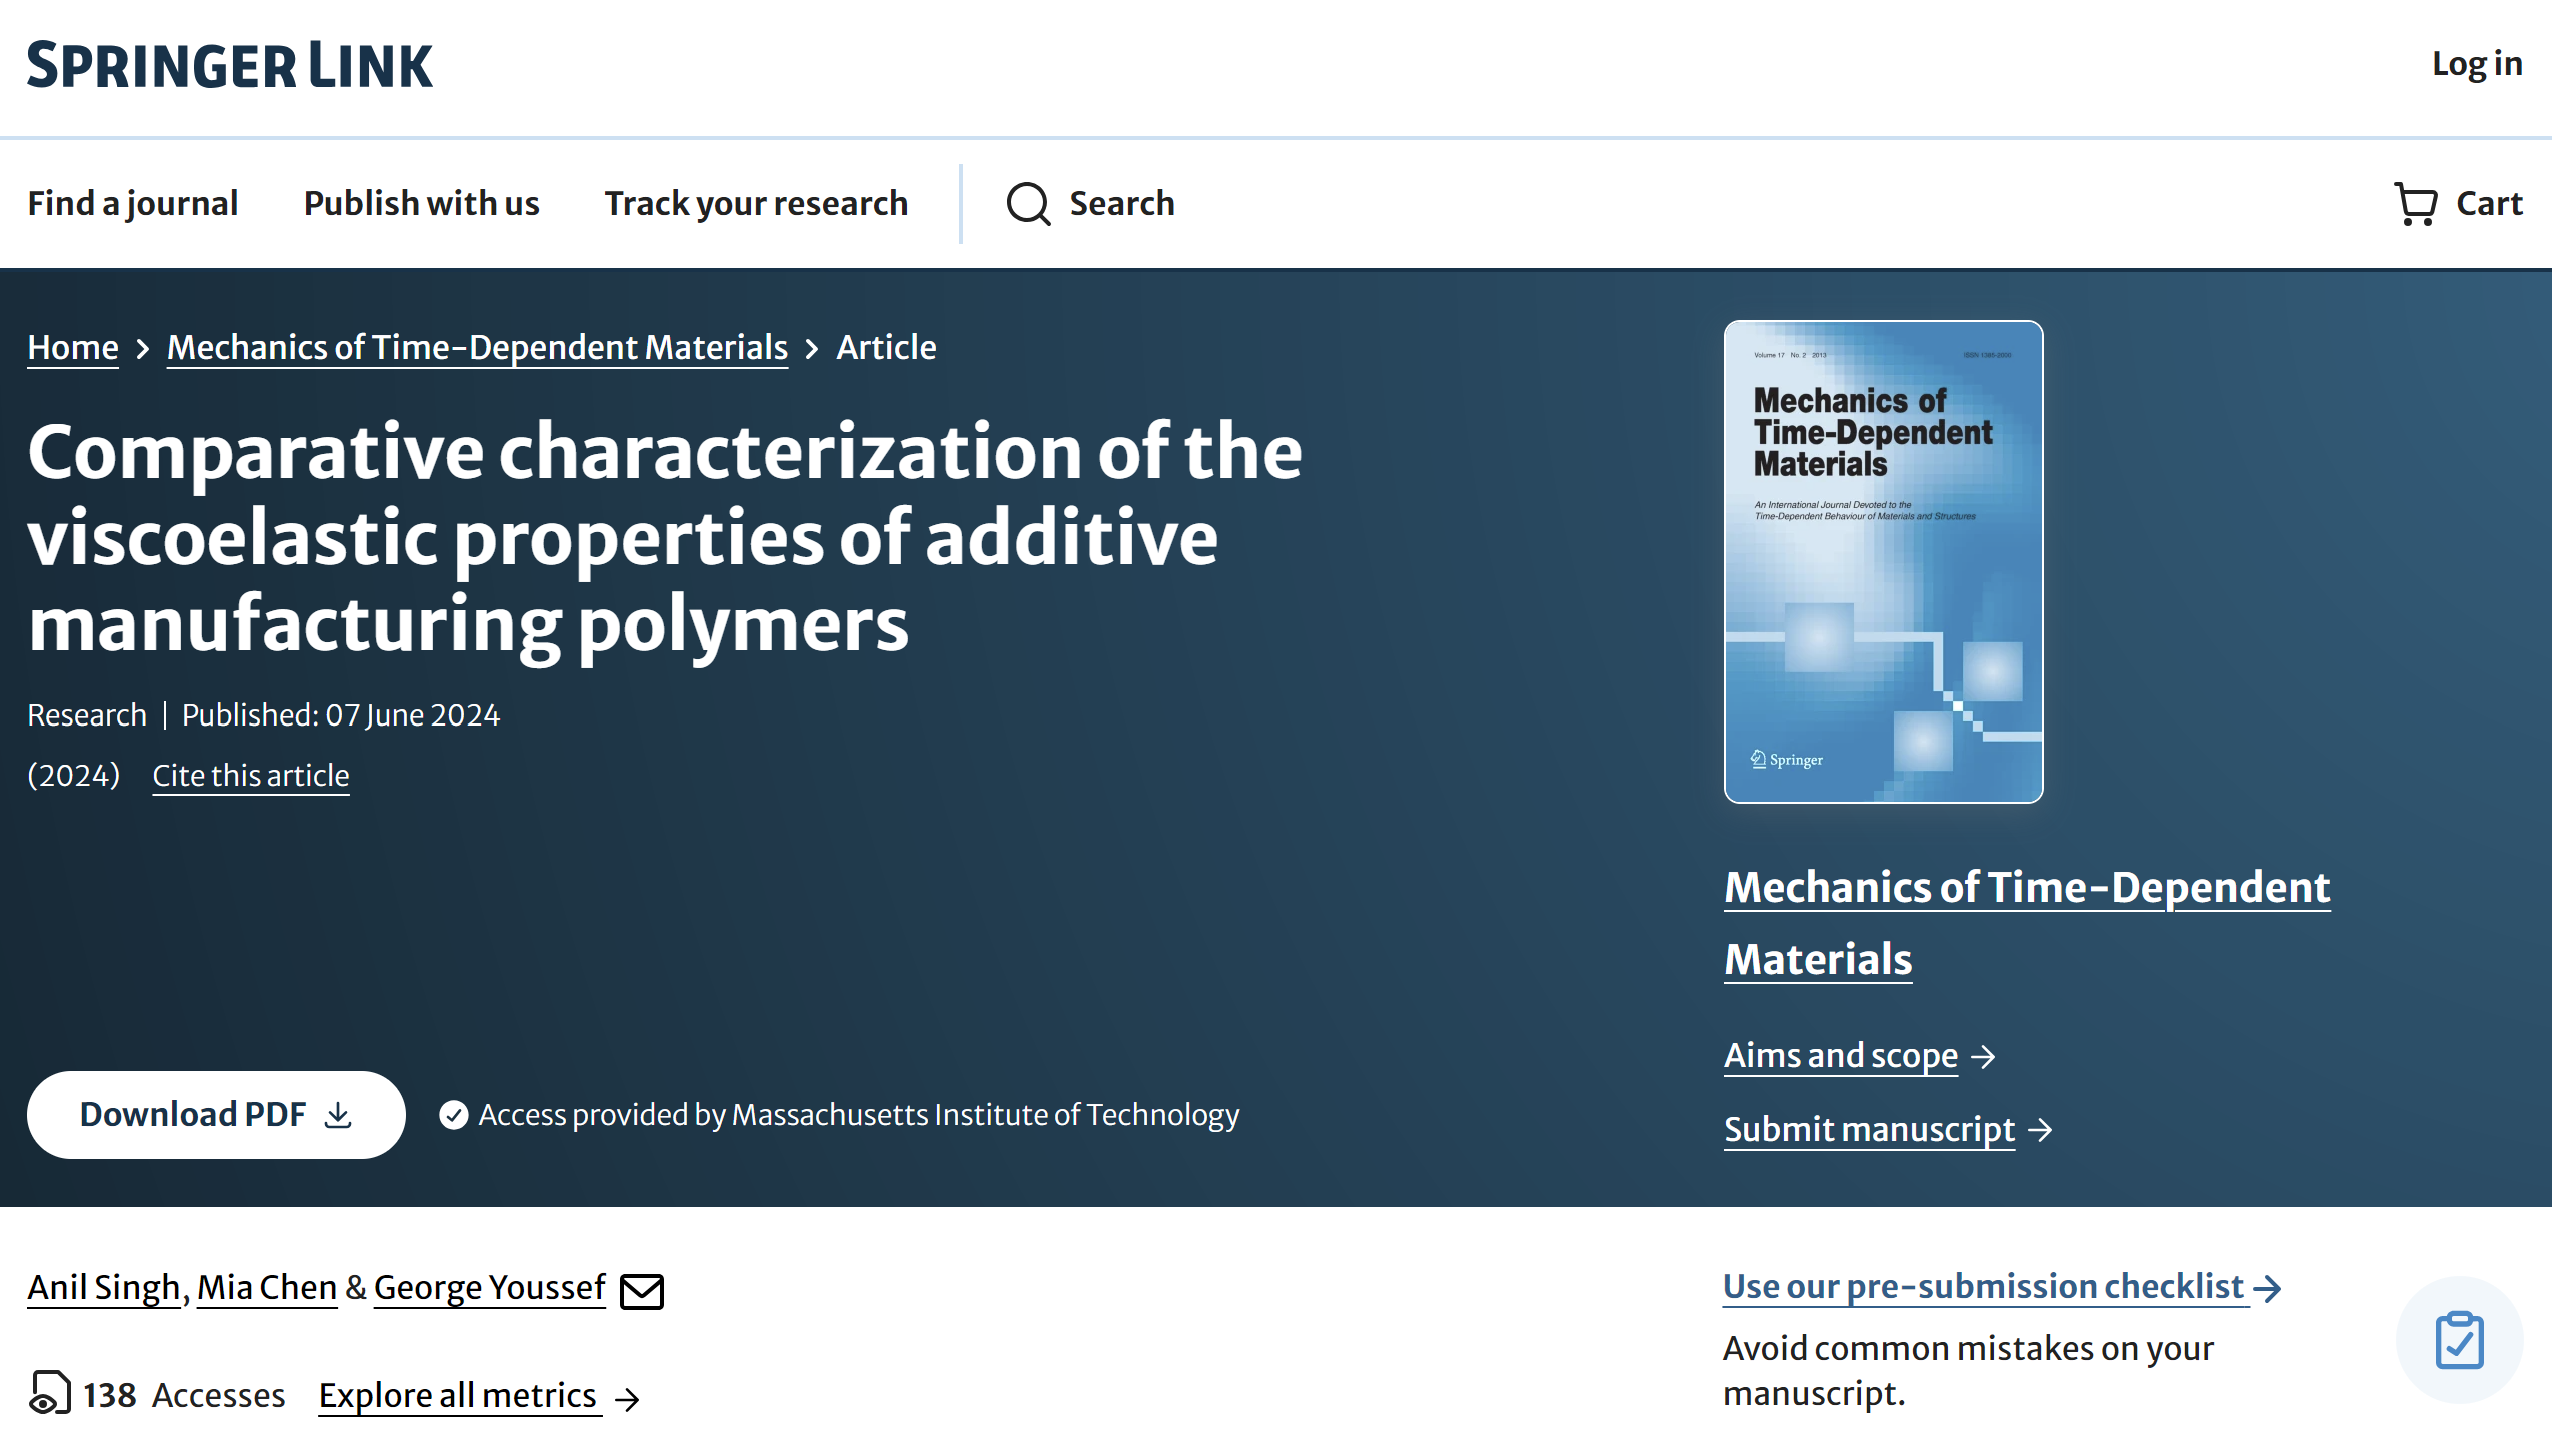 SPRINGER LINK
Log in
Find a journal
Publish with us
Track your research
Search
Cart
Home > Mechanics of Time-Dependent Materials > Article
Comparative characterization of the
viscoelastic properties of additive
manufacturing polymers
Research | Published: 07 June 2024
(2024) Cite this article
Download PDF
Access provided by Massachusetts Institute of Technology
Volume 17 No. 2 2013
ISSN 1385-2000
Mechanics of
Time-Dependent
Materials
An International Journal Devoted to the
Time-Dependent Behaviour of Materials and Structures
Springer
Mechanics of Time-Dependent
Materials
Aims and scope →
Submit manuscript →
Anil Singh, Mia Chen & George Youssef
138 Accesses
Explore all metrics →
Use our pre-submission checklist →
Avoid common mistakes on your
manuscript.